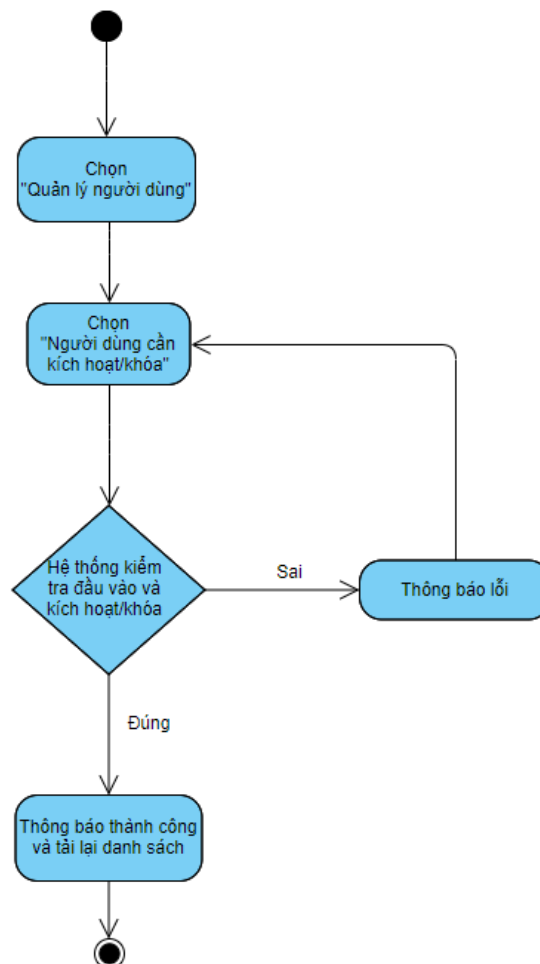 Chọn
"Quản lý người dùng"
Chọn
"Người dùng cần
kích hoạt/khóa"
Hệ thống kiểm
tra đầu vào và
kích hoạt/khóa
Sai
Thông báo lỗi
Đúng
Thông báo thành công
và tải lại danh sách